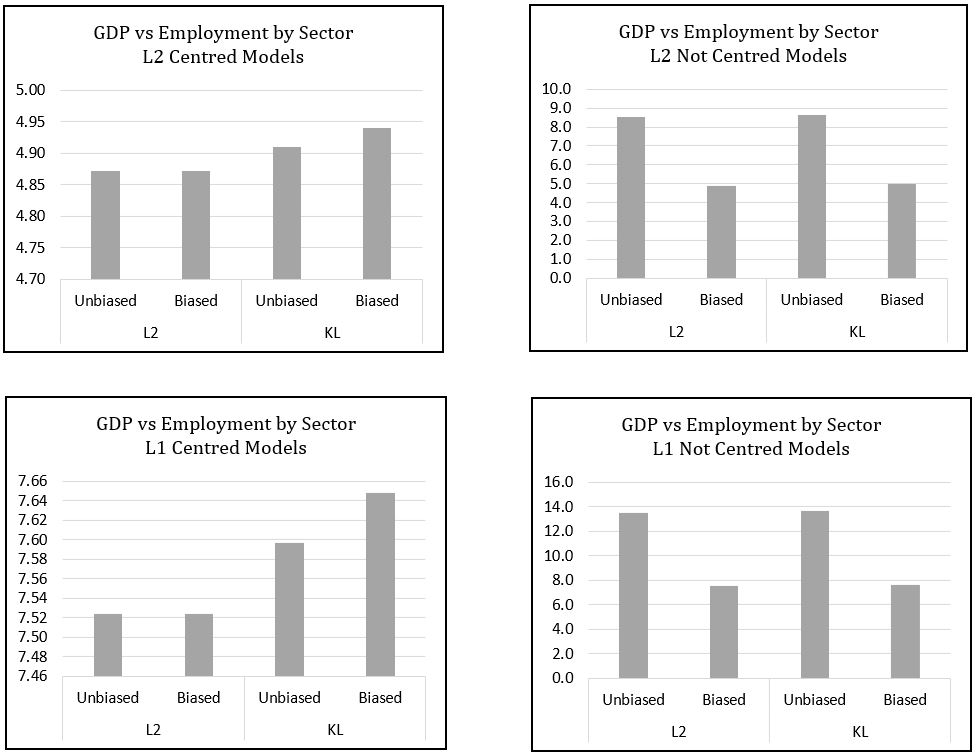 GDP vs Employment by Sector
L2 Centred Models
5.00
4.95
4.90
4.85
4.80
4.75
4.70
Unbiased Biased Unbiased Biased
L2 KL
GDP vs Employment by Sector
L2 Not Centred Models
10.0
9.0
8.0
7.0
6.0
5.0
4.0
3.0
2.0
1.0
0.0
Unbiased Biased Unbiased Biased
L2 KL
GDP vs Employment by Sector
L1 Centred Models
7.66
7.64
7.62
7.60
7.58
7.56
7.54
7.52
7.50
7.48
7.46
Unbiased Biased Unbiased Biased
L2 KL
GDP vs Employment by Sector
L1 Not Centred Models
16.0
14.0
12.0
10.0
8.0
6.0
4.0
2.0
0.0
Unbiased Biased Unbiased Biased
L2 KL